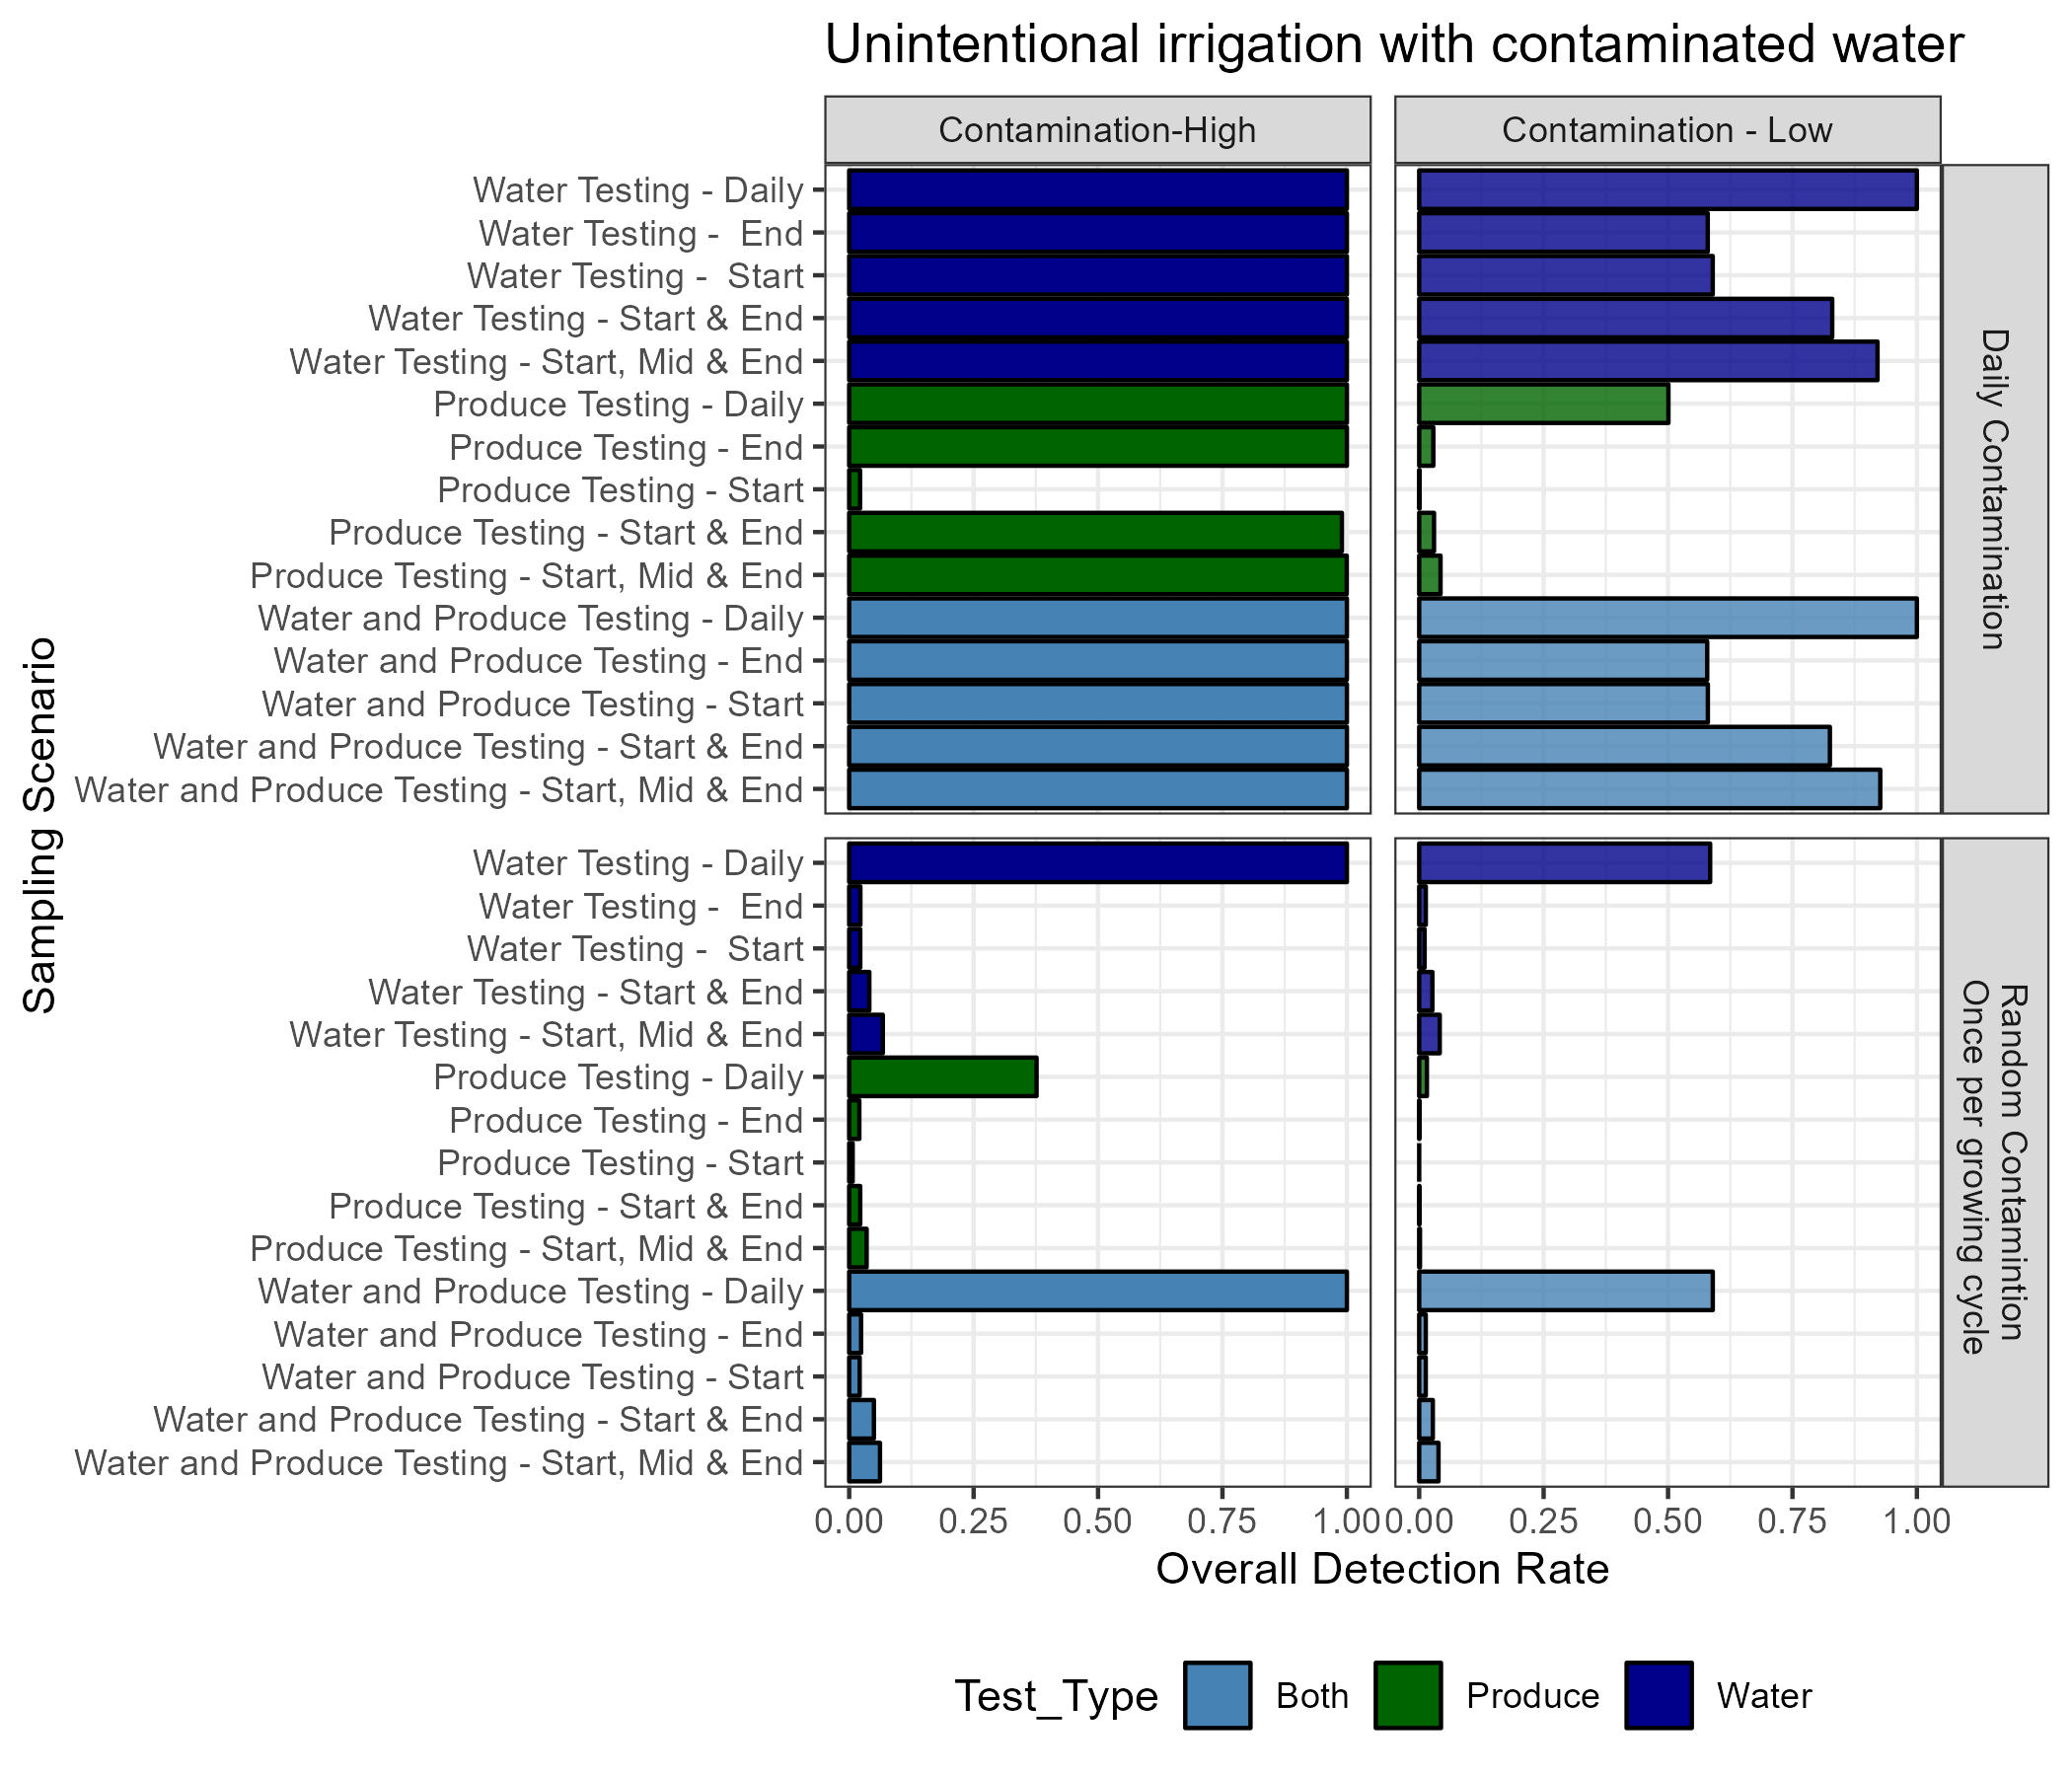 Unintentional irrigation with contaminated water
Contamination-High
Contamination - Low
Sampling Scenario
Water Testing - Daily
Water Testing -  End
Water Testing -  Start
Water Testing - Start & End
Water Testing - Start, Mid & End
Produce Testing - Daily
Produce Testing - End
Produce Testing - Start
Produce Testing - Start & End
Produce Testing - Start, Mid & End
Water and Produce Testing - Daily
Water and Produce Testing - End
Water and Produce Testing - Start
Water and Produce Testing - Start & End
Water and Produce Testing - Start, Mid & End
Daily Contamination
Water Testing - Daily
Water Testing -  End
Water Testing -  Start
Water Testing - Start & End
Water Testing - Start, Mid & End
Produce Testing - Daily
Produce Testing - End
Produce Testing - Start
Produce Testing - Start & End
Produce Testing - Start, Mid & End
Water and Produce Testing - Daily
Water and Produce Testing - End
Water and Produce Testing - Start
Water and Produce Testing - Start & End
Water and Produce Testing - Start, Mid & End
Random Contamintion
Once per growing cycle
0.00 0.25 0.50 0.75 1.00 0.00 0.25 0.50 0.75 1.00
Overall Detection Rate
Test_Type Both Produce Water